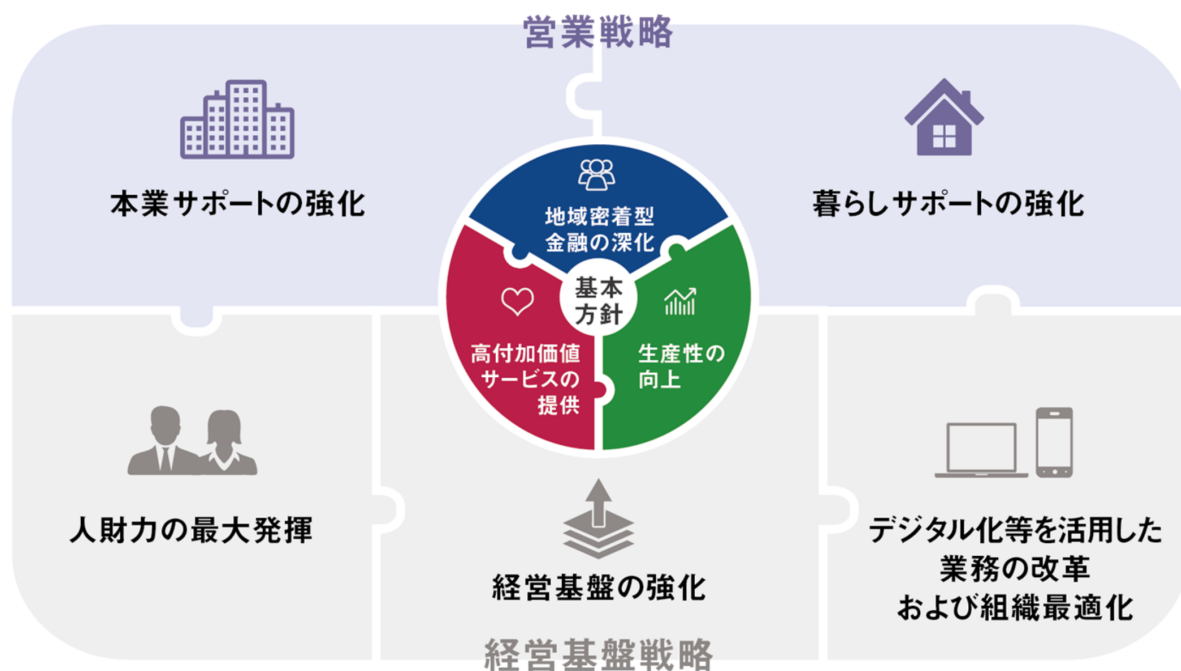 営業戦略
本業サポートの強化
暮らしサポートの強化
地域密着型
金融の深化
基本
方針
高付加価値
サービスの
提供
生産性の
向上
人財力の最大発揮
経営基盤の強化
デジタル化等を活用した
業務の改革
および組織最適化
経営基盤戦略